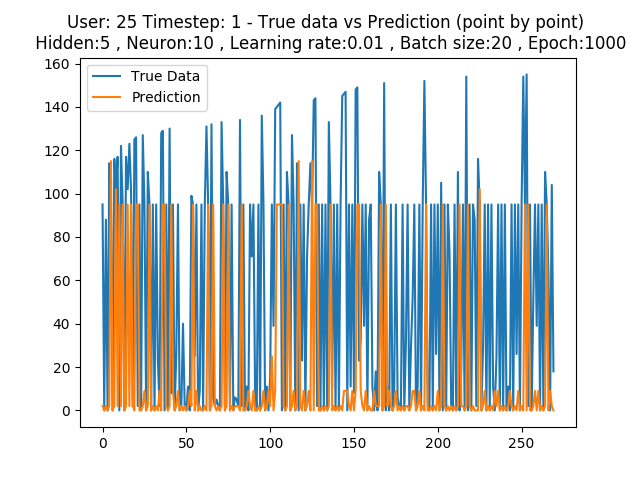 User: 25 Timestep: 1 - True data vs Prediction (point by point)
Hidden:5 , Neuron:10 , Learning rate:0.01 , Batch size:20 , Epoch:1000
160
True Data
Prediction
140
120
100
80
60
40
20
0
0 50 100 150 200 250